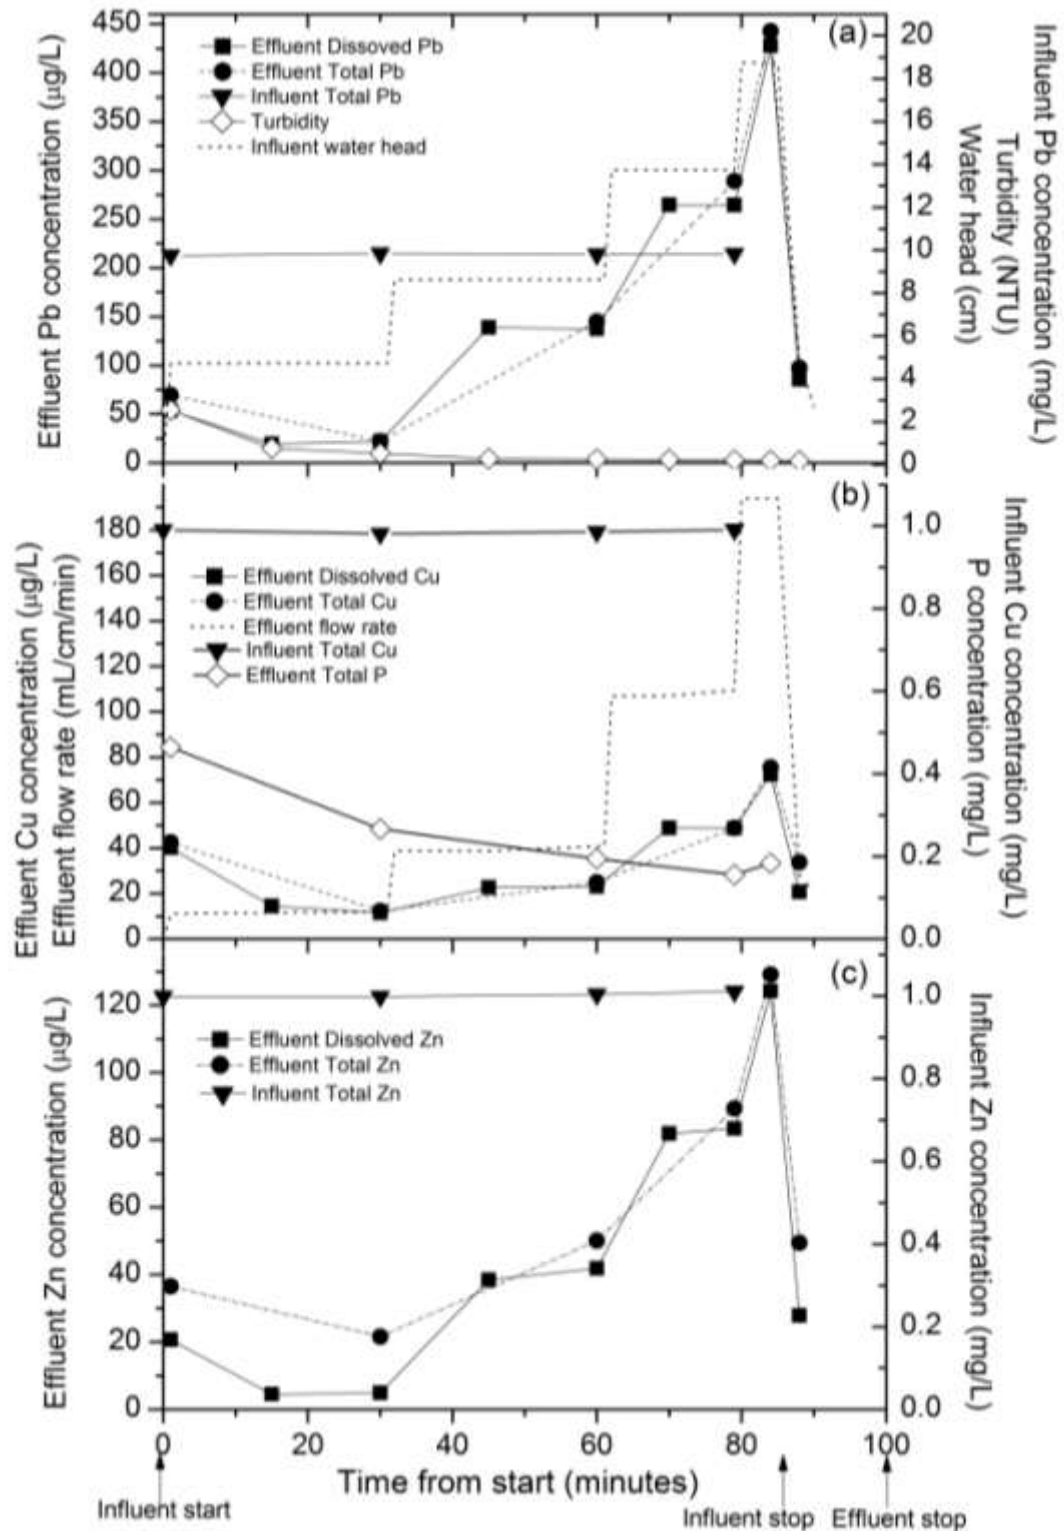 (a)
Effluent Pb concentration (µg/L)
450
400
350
300
250
200
150
100
50
0
Effluent Dissoved Pb
Effluent Total Pb
Influent Total Pb
Turbidity
Influent water head
20
18
16
14
12
10
8
6
4
2
0
Influent Pb concentration (mg/L)
Turbidity (NTU)
Water head (cm)
(b)
Effluent Cu concentration (µg/L)
Effluent flow rate (mL/cm/min)
180
160
140
120
100
80
60
40
20
0
Effluent Dissolved Cu
Effluent Total Cu
Effluent flow rate
Influent Total Cu
Effluent Total P
1.0
0.8
0.6
0.4
0.2
0.0
Influent Cu concentration (mg/L)
P concentration (mg/L)
(c)
Effluent Zn concentration (µg/L)
120
100
80
60
40
20
0
Effluent Dissolved Zn
Effluent Total Zn
Influent Total Zn
1.0
0.8
0.6
0.4
0.2
0.0
Influent Zn concentration (mg/L)
0 20 40 60 80 100
Time from start (minutes)
Influent start
Influent stop
Effluent stop